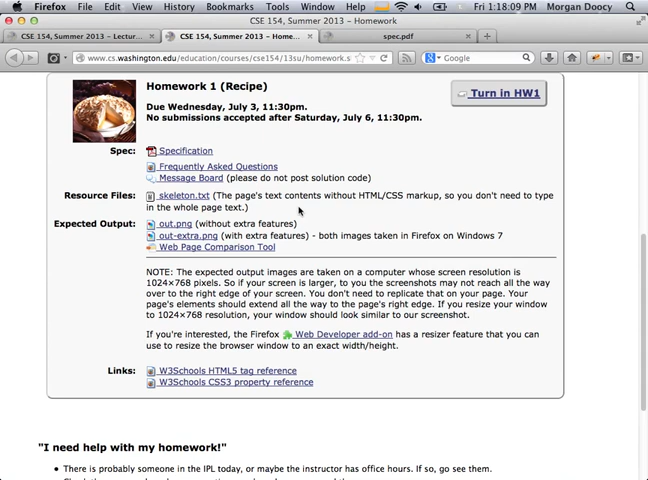 Firefox File Edit View History Bookmarks Tools Window Help Fri 1:18:09 PM Morgan Doocy
CSE 154, Summer 2013 – Homework
CSE 154, Summer 2013 – Lectur... CSE 154, Summer 2013 – Home... spec.pdf
www.cs.washington.edu/education/courses/cse154/13su/homework.s Google
Homework 1 (Recipe)
Turn in HW1
Due Wednesday, July 3, 11:30pm.
No submissions accepted after Saturday, July 6, 11:30pm.
Spec: Specification
Frequently Asked Questions
Message Board (please do not post solution code)
Resource Files: skeleton.txt (The page's text contents without HTML/CSS markup, so you don't need to type
in the whole page text.)
Expected Output: out.png (without extra features)
out-extra.png (with extra features) - both images taken in Firefox on Windows 7
Web Page Comparison Tool
NOTE: The expected output images are taken on a computer whose screen resolution is
1024×768 pixels. So if your screen is larger, to you the screenshots may not reach all the way
over to the right edge of your screen. You don't need to replicate that on your page. Your
page's elements should extend all the way to the page's right edge. If you resize your window
to 1024×768 resolution, your window should look similar to our screenshot.
If you're interested, the Firefox Web Developer add-on has a resizer feature that you can
use to resize the browser window to an exact width/height.
Links: W3Schools HTML5 tag reference
W3Schools CSS3 property reference
"I need help with my homework!"
• There is probably someone in the IPL today, or maybe the instructor has office hours. If so, go see them.